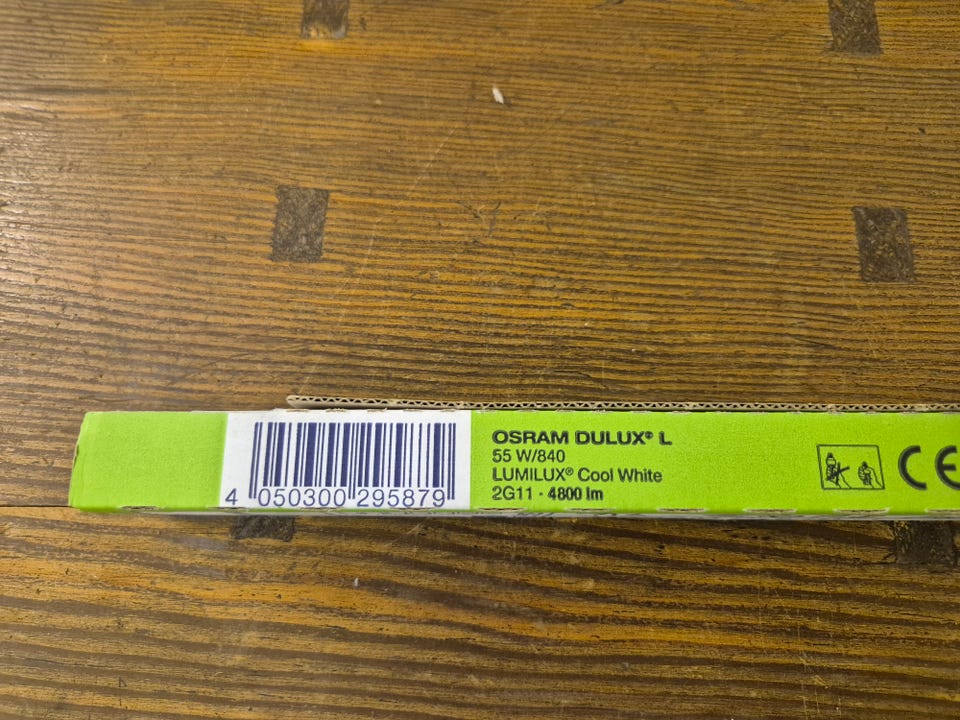 4 050300 295879
OSRAM DULUX® L
55 W/840
LUMILUX® Cool White
2G11 - 4800 lm
CE